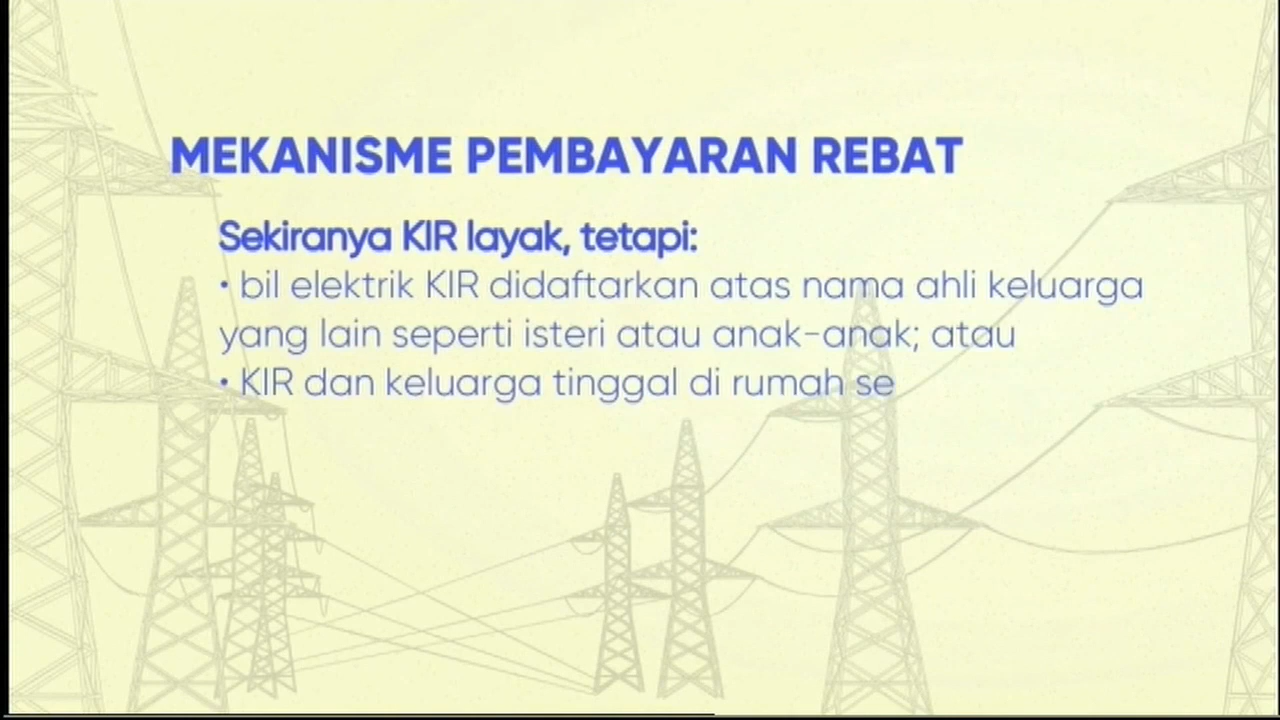 MEKANISME PEMBAYARAN REBAT
Sekiranya KIR layak, tetapi:
• bil elektrik KIR didaftarkan atas nama ahli keluarga
yang lain seperti isteri atau anak-anak; atau
• KIR dan keluarga tinggal di rumah se